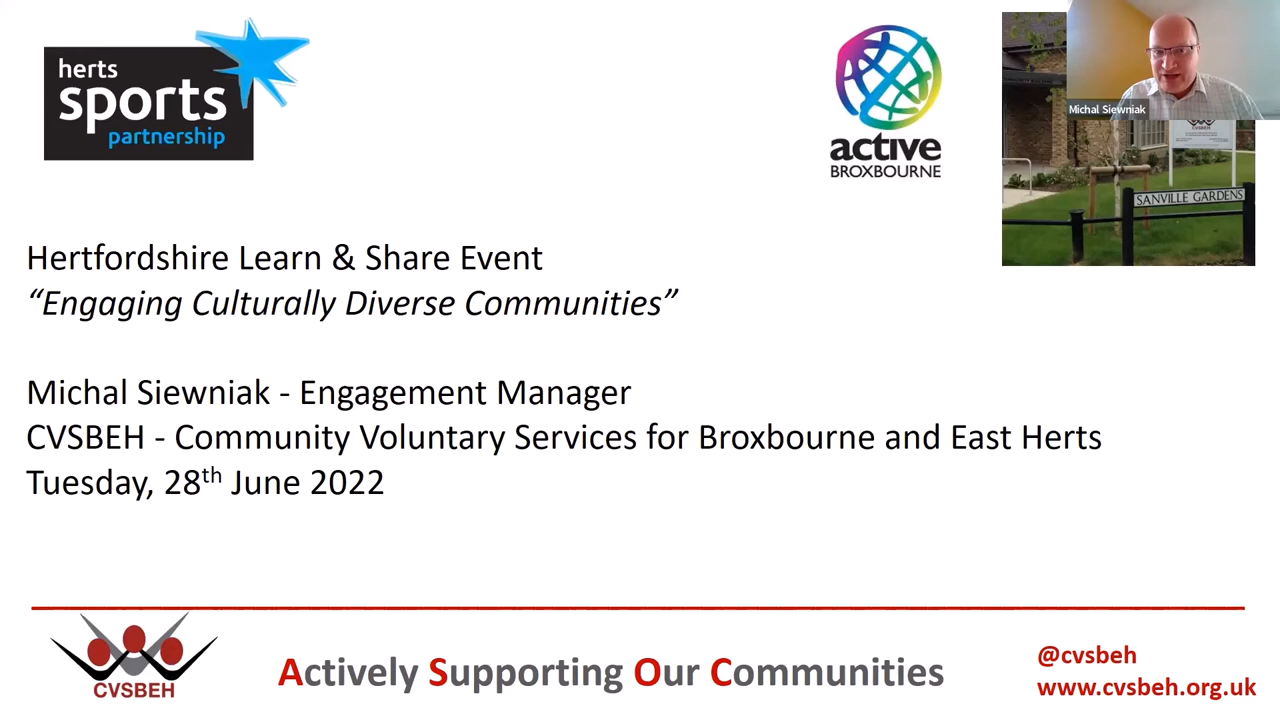 herts
sports
partnership
active
BROXBOURNE
Michal Siewniak
CVSBEH
SANVILLE GARDENS
Hertfordshire Learn & Share Event
“Engaging Culturally Diverse Communities”
Michal Siewniak - Engagement Manager
CVSBEH - Community Voluntary Services for Broxbourne and East Herts
Tuesday, 28th June 2022
CVSBEH
Actively Supporting Our Communities
@cvsbeh
www.cvsbeh.org.uk